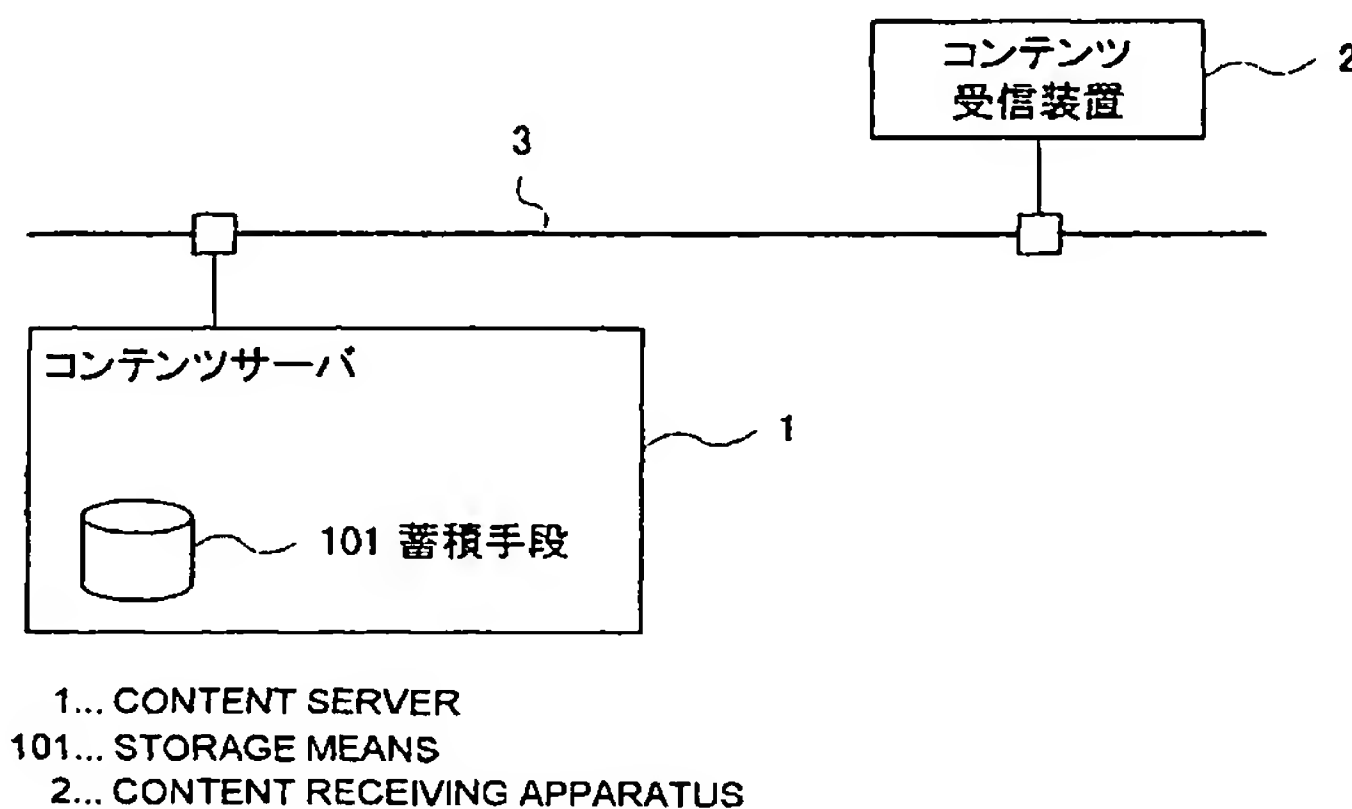 コンテンツ
受信装置
2
3
コンテンツサーバ
1
101 蓄積手段
1... CONTENT SERVER
101... STORAGE MEANS
2... CONTENT RECEIVING APPARATUS